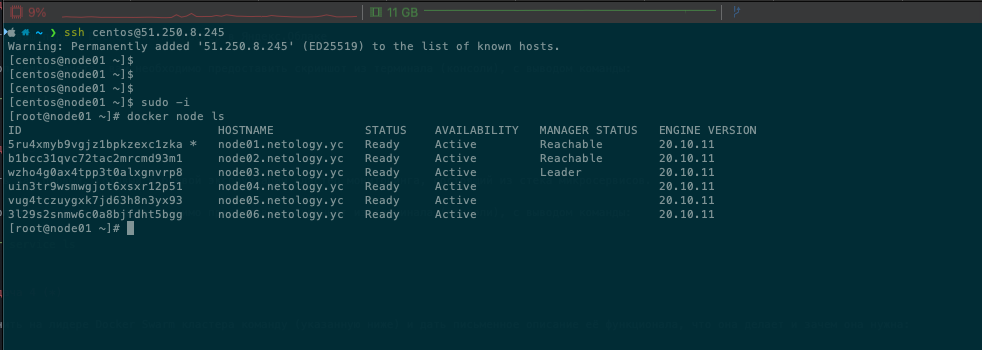 9% 11 GB
~ ❯ ssh centos@51.250.8.245
Warning: Permanently added '51.250.8.245' (ED25519) to the list of known hosts.
[centos@node01 ~]$
[centos@node01 ~]$
[centos@node01 ~]$
[centos@node01 ~]$ sudo -i
[root@node01 ~]# docker node ls
ID HOSTNAME STATUS AVAILABILITY MANAGER STATUS ENGINE VERSION
5ru4xmyb9vgjz1bpkzexc1zka * node01.netology.yc Ready Active Reachable 20.10.11
b1bcc31qvc72tac2mrcmd93m1 node02.netology.yc Ready Active Reachable 20.10.11
wzho4g0ax4tpp3t0alxgnvrp8 node03.netology.yc Ready Active Leader 20.10.11
uin3tr9wsmwgjot6xsxr12p51 node04.netology.yc Ready Active 20.10.11
vug4tczuygxk7jd63h8n3yx93 node05.netology.yc Ready Active 20.10.11
3l29s2snmw6c0a8bjfdht5bgg node06.netology.yc Ready Active 20.10.11
[root@node01 ~]#